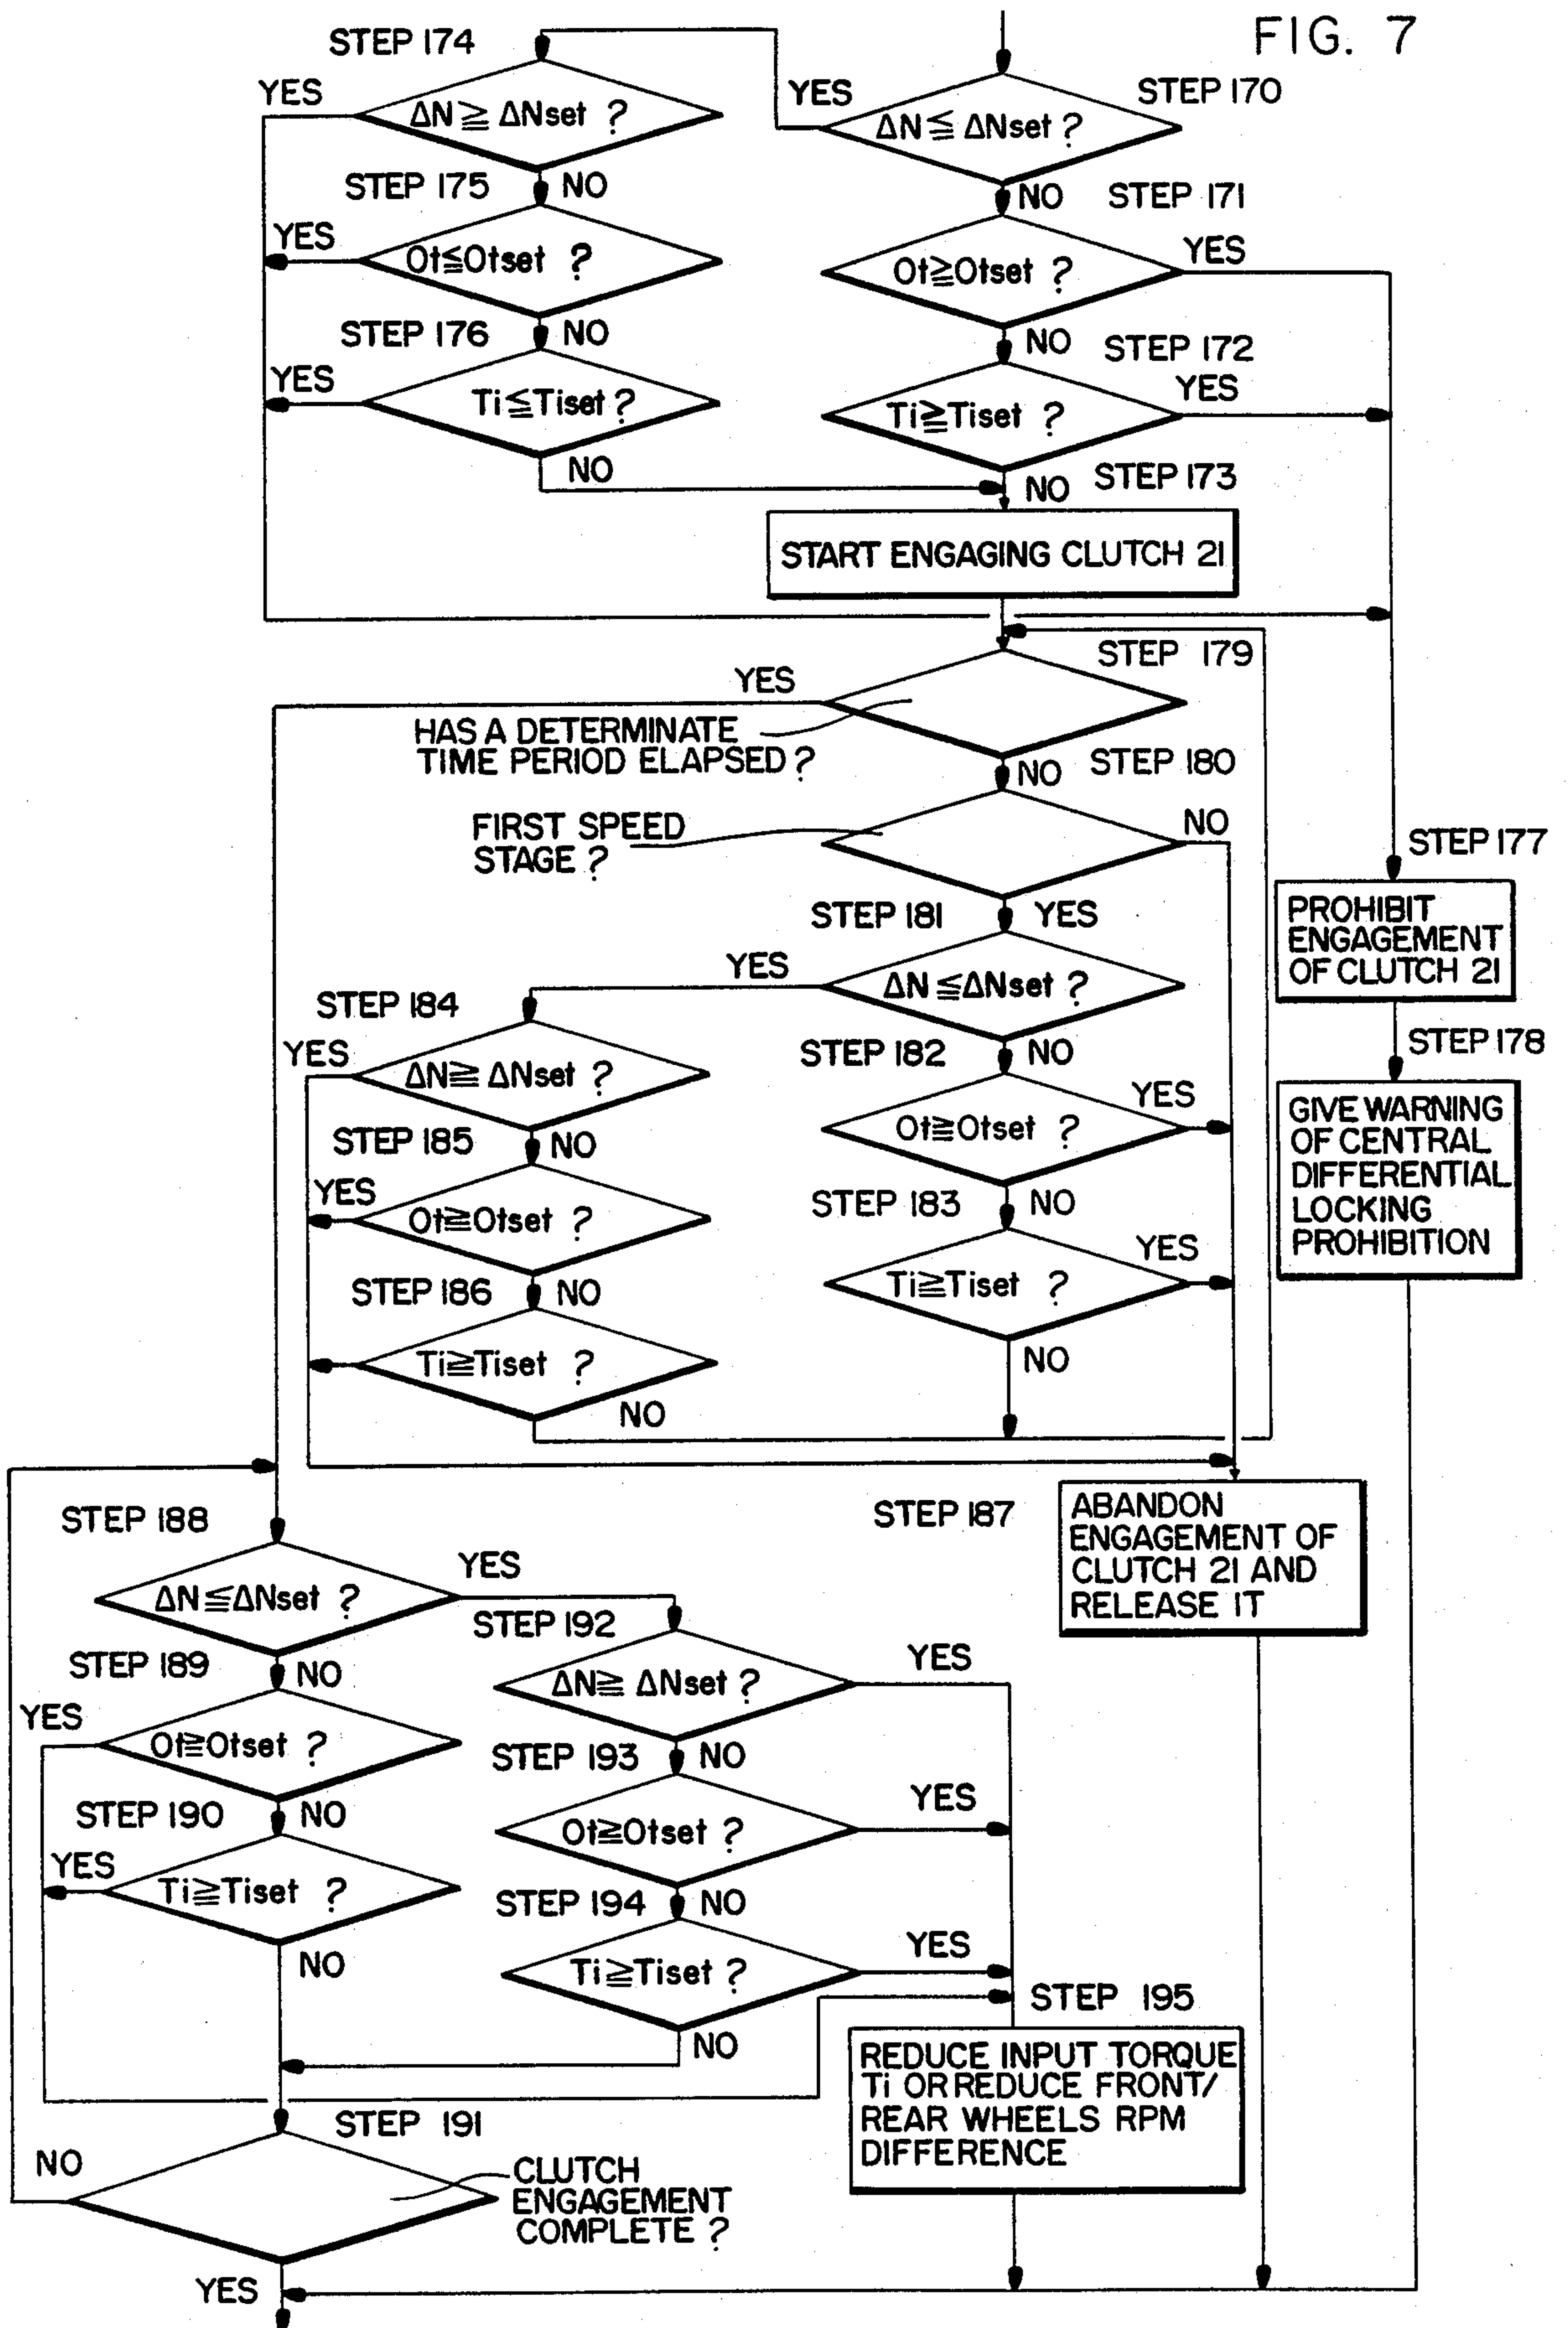 FIG. 7
STEP 170
ΔN ≦ ΔNset ?
YES
NO
STEP 171
Ot≧Otset ?
YES
NO
STEP 172
Ti≧Tiset ?
YES
NO
STEP 173
START ENGAGING CLUTCH 21
STEP 174
ΔN ≧ ΔNset ?
YES
NO
STEP 175
Ot≦Otset ?
YES
NO
STEP 176
Ti≦Tiset ?
YES
NO
STEP 177
PROHIBIT
ENGAGEMENT
OF CLUTCH 21
STEP 178
GIVE WARNING
OF CENTRAL
DIFFERENTIAL
LOCKING
PROHIBITION
STEP 179
HAS A DETERMINATE
TIME PERIOD ELAPSED ?
YES
NO
STEP 180
FIRST SPEED
STAGE ?
NO
YES
STEP 181
ΔN ≦ΔNset ?
YES
NO
STEP 182
Ot≧Otset ?
YES
NO
STEP 183
Ti≧Tiset ?
YES
NO
STEP 184
ΔN≧ ΔNset ?
YES
NO
STEP 185
Ot≧Otset ?
YES
NO
STEP 186
Ti≧Tiset ?
NO
STEP 187
ABANDON
ENGAGEMENT OF
CLUTCH 21 AND
RELEASE IT
STEP 188
ΔN≦ΔNset ?
YES
NO
STEP 189
Ot≧Otset ?
YES
NO
STEP 190
Ti≧Tiset ?
YES
NO
STEP 192
ΔN≧ ΔNset ?
YES
NO
STEP 193
Ot≧Otset ?
YES
NO
STEP 194
Ti≧Tiset ?
YES
NO
STEP 195
REDUCE INPUT TORQUE
Ti OR REDUCE FRONT/
REAR WHEELS RPM
DIFFERENCE
STEP 191
CLUTCH
ENGAGEMENT
COMPLETE ?
NO
YES